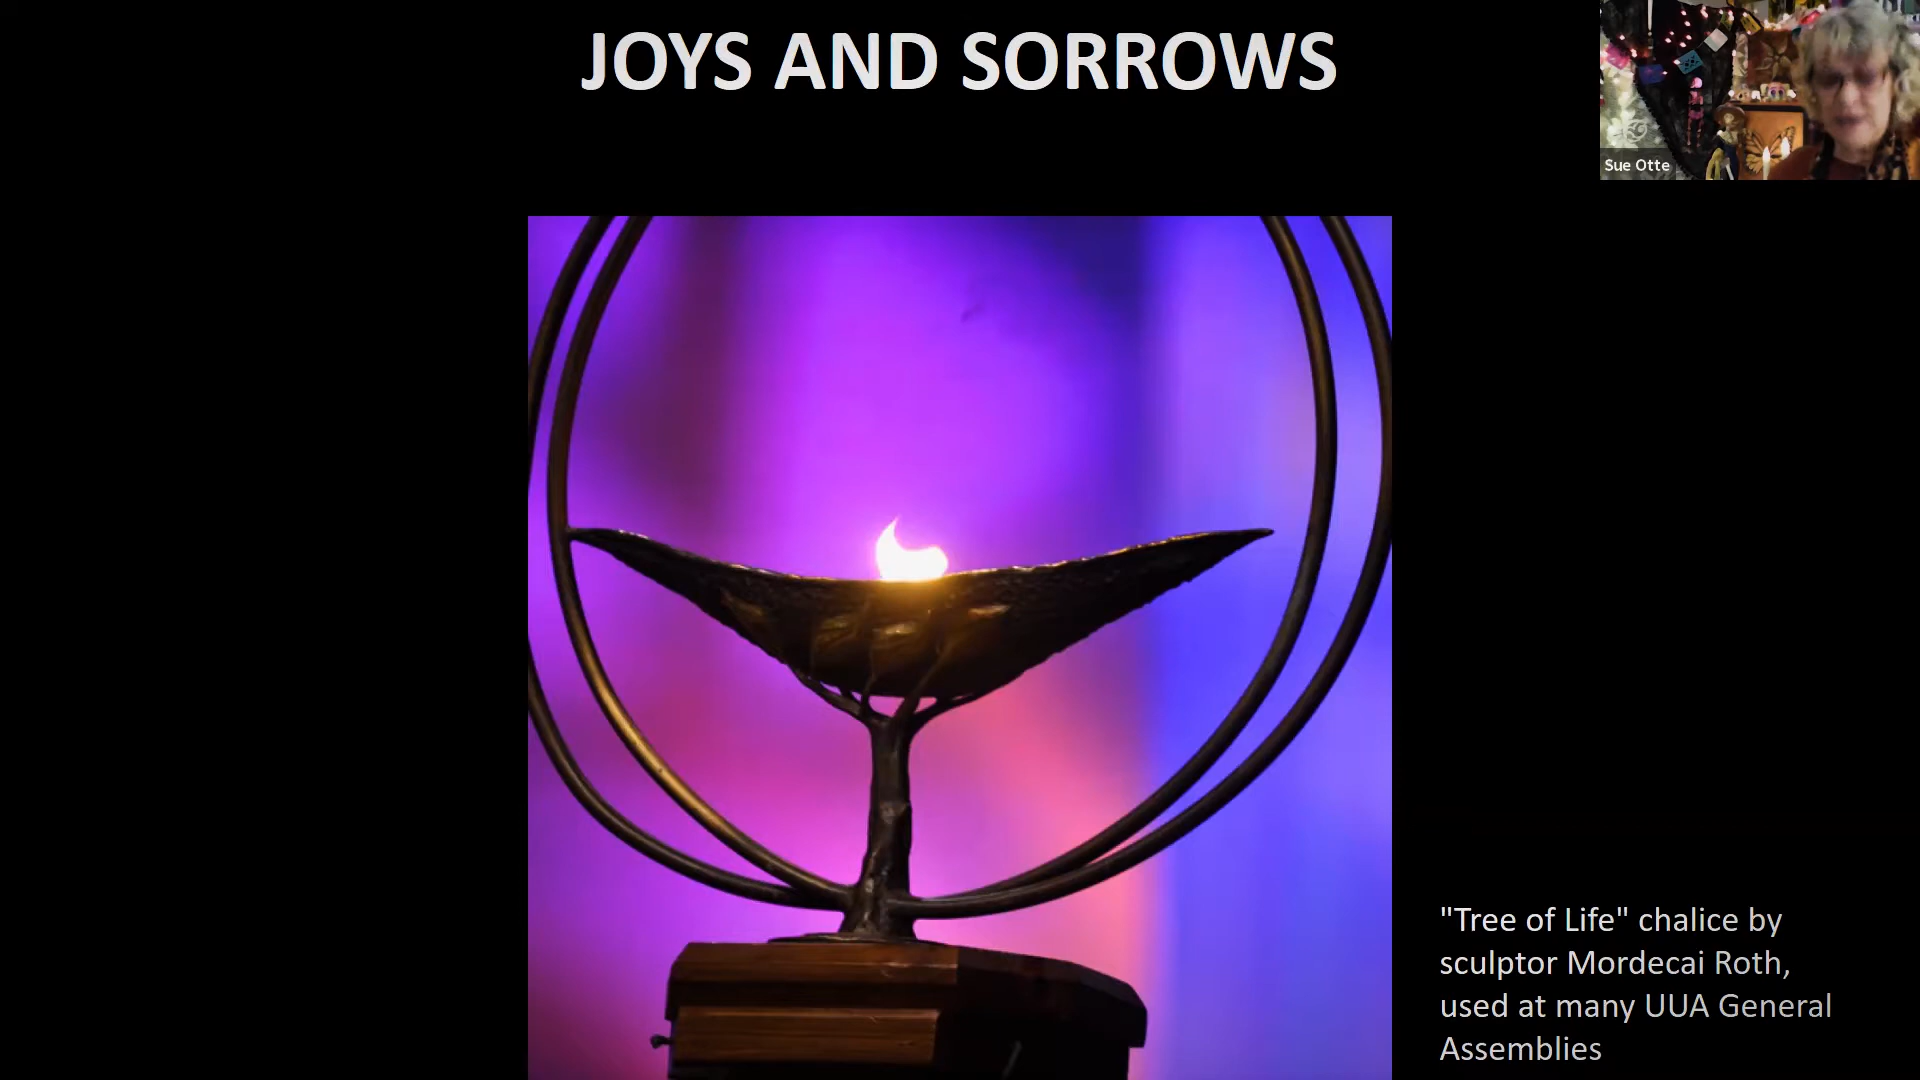 JOYS AND SORROWS
Sue Otte
"Tree of Life" chalice by
sculptor Mordecai Roth,
used at many UUA General
Assemblies